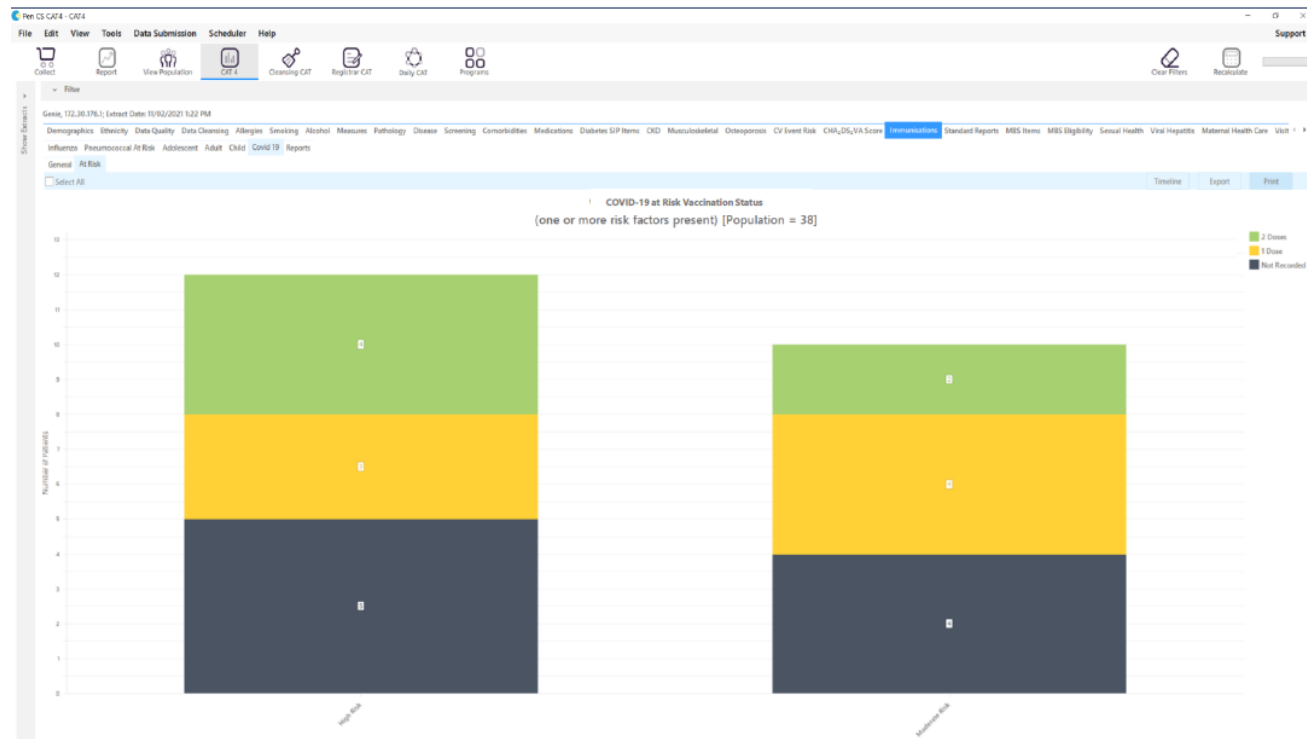 Pen CS CAT4 - CAT4
File Edit View Tools Data Submission Scheduler Help Support
Collect Report View Population CAT 4 Cleansing CAT Registrar CAT Daily CAT Programs Clear Filters Recalculate
Filter
Show Extracts
Genie, 172.30.176.1; Extract Date: 11/02/2021 1:22 PM
Demographics Ethnicity Data Quality Data Cleansing Allergies Smoking Alcohol Measures Pathology Disease Screening Comorbidities Medications Diabetes SIP Items CKD Musculoskeletal Osteoporosis CV Event Risk CHA₂DS₂VA Score Immunisations Standard Reports MBS Items MBS Eligibility Sexual Health Viral Hepatitis Maternal Health Care Visit
Influenza Pneumococcal At Risk Adolescent Adult Child Covid 19 Reports
General At Risk
Select All Timeline Export Print
COVID-19 at Risk Vaccination Status
(one or more risk factors present) [Population = 38]
2 Doses
1 Dose
Not Recorded
Number of Patients
13
12
11
10
9
8
7
6
5
4
3
2
1
0
4
3
5
2
4
4
High Risk
Moderate Risk